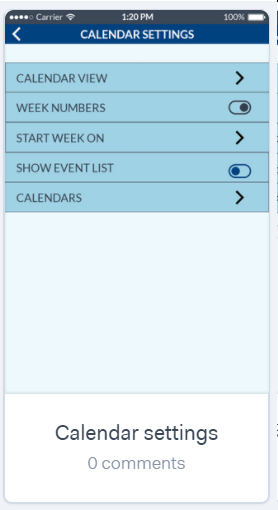 Carrier 1:20 PM 100%
CALENDAR SETTINGS
CALENDAR VIEW
WEEK NUMBERS
START WEEK ON
SHOW EVENT LIST
CALENDARS
Calendar settings
0 comments